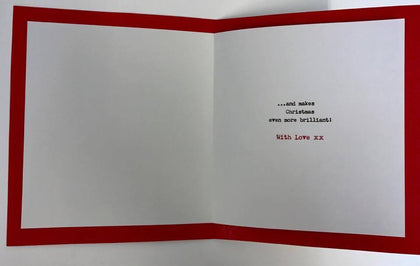 ...and makes
Christmas
even more brilliant!
With Love xx